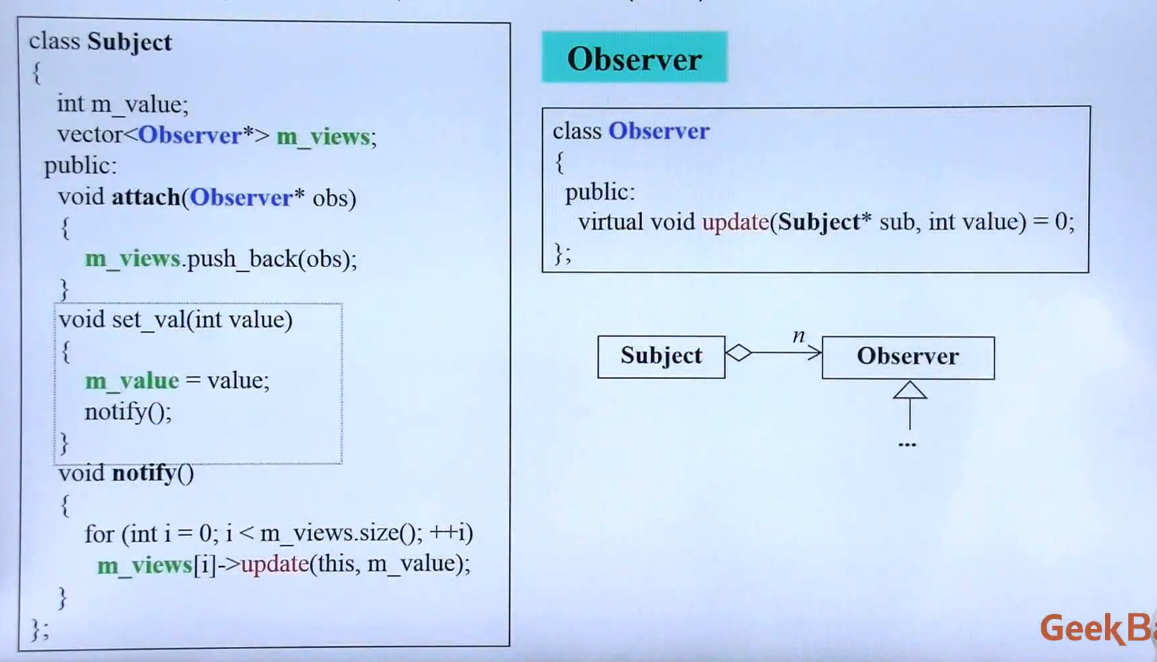 class Subject
{
int m_value;
vector<Observer*> m_views;
public:
void attach(Observer* obs)
{
m_views.push_back(obs);
}
void set_val(int value)
{
m_value = value;
notify();
}
void notify()
{
for (int i = 0; i < m_views.size(); ++i)
m_views[i]->update(this, m_value);
}
};
Observer
class Observer
{
public:
virtual void update(Subject* sub, int value) = 0;
};
Subject
n
Observer
...
GeekBa